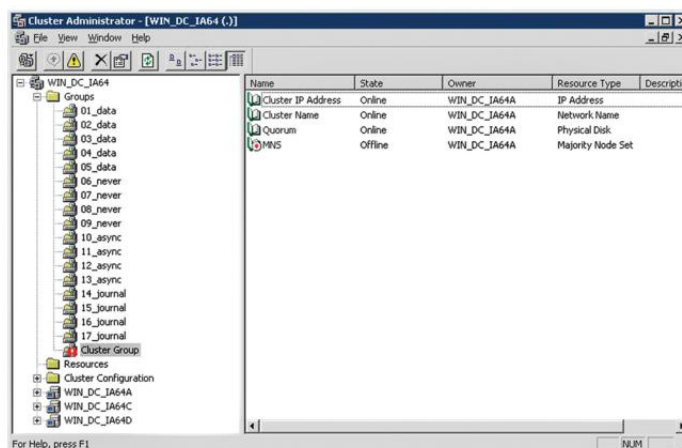 Cluster Administrator - [WIN_DC_IA64 (.)]
File View Window Help
WIN_DC_IA64
Groups
01_data
02_data
03_data
04_data
05_data
06_never
07_never
08_never
09_never
10_async
11_async
12_async
13_async
14_journal
15_journal
16_journal
17_journal
Cluster Group
Resources
Cluster Configuration
WIN_DC_IA64A
WIN_DC_IA64C
WIN_DC_IA64D
Name State Owner Resource Type Descripti
Cluster IP Address Online WIN_DC_IA64A IP Address
Cluster Name Online WIN_DC_IA64A Network Name
Quorum Online WIN_DC_IA64A Physical Disk
MNS Offline WIN_DC_IA64A Majority Node Set
For Help, press F1 NUM